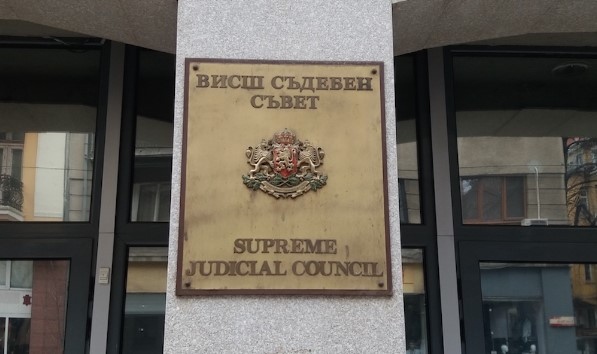 ВИСШ СЪДЕБЕН
СЪВЕТ
SUPREME
JUDICIAL COUNCIL